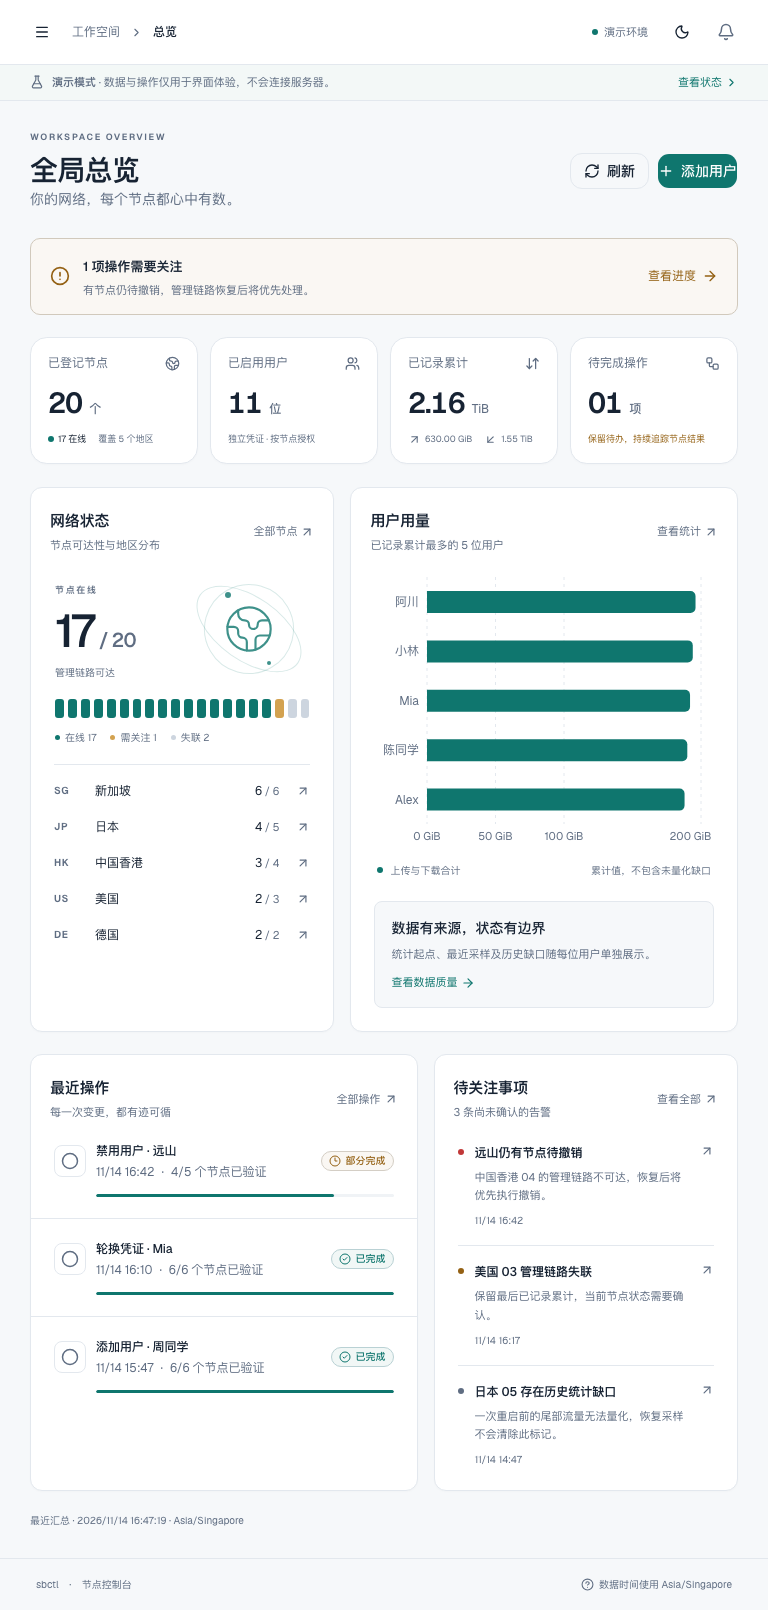 工作空间 > 总览
演示环境
演示模式 · 数据与操作仅用于界面体验，不会连接服务器。
查看状态
WORKSPACE OVERVIEW
全局总览
你的网络，每个节点都心中有数。
刷新
添加用户
1 项操作需要关注
有节点仍待撤销，管理链路恢复后将优先处理。
查看进度
已登记节点
20 个
17 在线 覆盖 5 个地区
已启用用户
11 位
独立凭证 · 按节点授权
已记录累计
2.16 TiB
630.00 GiB 1.55 TiB
待完成操作
01 项
保留待办，持续追踪节点结果
网络状态
节点可达性与地区分布
全部节点
节点在线
17 / 20
管理链路可达
在线 17 需关注 1 失联 2
SG 新加坡 6 / 6
JP 日本 4 / 5
HK 中国香港 3 / 4
US 美国 2 / 3
DE 德国 2 / 2
用户用量
已记录累计最多的 5 位用户
查看统计
阿川
小林
Mia
陈同学
Alex
0 GiB 50 GiB 100 GiB 200 GiB
上传与下载合计
累计值，不包含未量化缺口
数据有来源，状态有边界
统计起点、最近采样及历史缺口随每位用户单独展示。
查看数据质量
最近操作
每一次变更，都有迹可循
全部操作
禁用用户 · 远山
11/14 16:42 · 4/5 个节点已验证
部分完成
轮换凭证 · Mia
11/14 16:10 · 6/6 个节点已验证
已完成
添加用户 · 周同学
11/14 15:47 · 6/6 个节点已验证
已完成
待关注事项
3 条尚未确认的告警
查看全部
远山仍有节点待撤销
中国香港 04 的管理链路不可达，恢复后将
优先执行撤销。
11/14 16:42
美国 03 管理链路失联
保留最后已记录累计，当前节点状态需要确
认。
11/14 16:17
日本 05 存在历史统计缺口
一次重启前的尾部流量无法量化，恢复采样
不会清除此标记。
11/14 14:47
最近汇总 · 2026/11/14 16:47:19 · Asia/Singapore
sbctl · 节点控制台
数据时间使用 Asia/Singapore